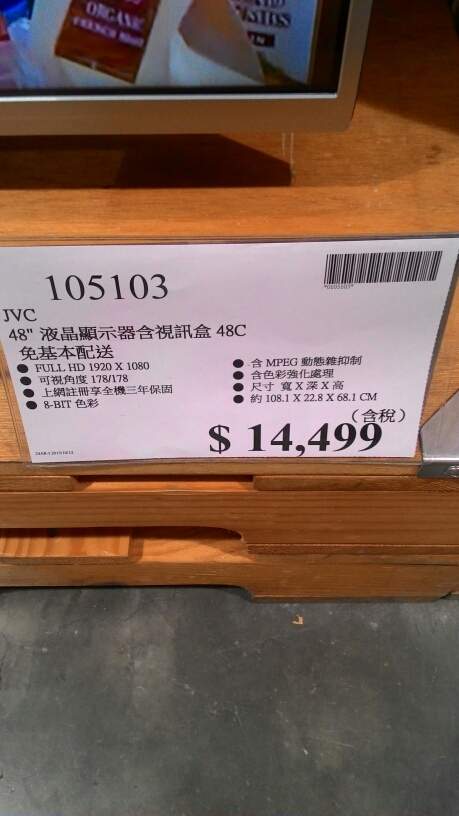 ORGANIC
105103
*0105103*
JVC
48" 液晶顯示器含視訊盒 48C
免基本配送
● FULL HD 1920 X 1080
● 可視角度 178/178
● 上網註冊享全機三年保固
● 8-BIT 色彩
● 含 MPEG 動態雜抑制
● 含色彩強化處理
● 尺寸 寬 X 深 X 高
● 約 108.1 X 22.8 X 68.1 CM
(含稅)
$ 14,499